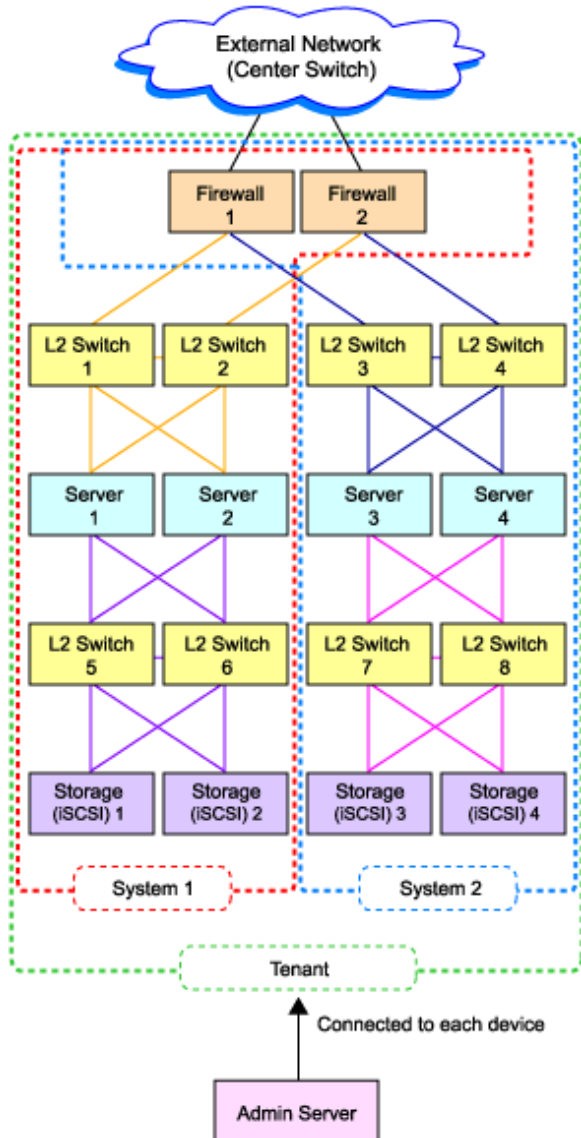 External Network
(Center Switch)
Firewall
1
Firewall
2
L2 Switch
1
L2 Switch
2
L2 Switch
3
L2 Switch
4
Server
1
Server
2
Server
3
Server
4
L2 Switch
5
L2 Switch
6
L2 Switch
7
L2 Switch
8
Storage
(iSCSI) 1
Storage
(iSCSI) 2
Storage
(iSCSI) 3
Storage
(iSCSI) 4
System 1
System 2
Tenant
Connected to each device
Admin Server